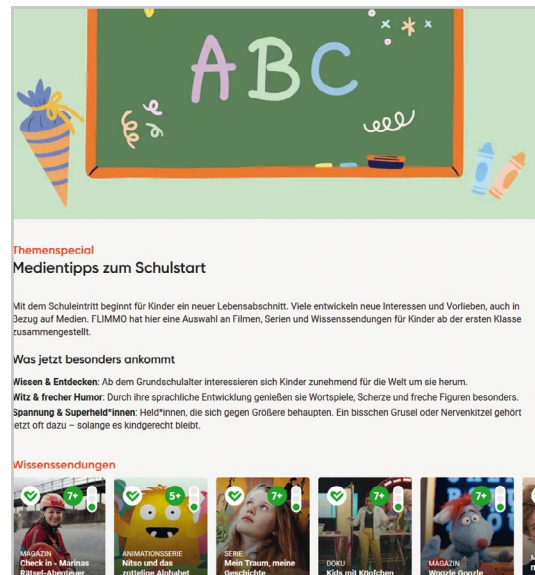 ABC
Themenspecial
Medientipps zum Schulstart
Mit dem Schuleintritt beginnt für Kinder ein neuer Lebensabschnitt. Viele entwickeln neue Interessen und Vorlieben, auch in
Bezug auf Medien. FLIMMO hat hier eine Auswahl an Filmen, Serien und Wissenssendungen für Kinder ab der ersten Klasse
zusammengestellt.
Was jetzt besonders ankommt
Wissen & Entdecken: Ab dem Grundschulalter interessieren sich Kinder zunehmend für die Welt um sie herum.
Witz & frecher Humor: Durch ihre sprachliche Entwicklung genießen sie Wortspiele, Scherze und freche Figuren besonders.
Spannung & Superheld*innen: Held*innen, die sich gegen Größere behaupten. Ein bisschen Grusel oder Nervenkitzel gehört
jetzt oft dazu – solange es kindgerecht bleibt.
Wissenssendungen
7+ 5+ 7+ 7+ 7+
MAGAZIN
Check in - Marinas
Rätsel-Abenteuer
ANIMATIONSSERIE
Nitso und das
zottelige Alphabet
SERIE
Mein Traum, meine
Geschichte
DOKU
Kids mit Köpfchen
MAGAZIN
Woozle Goozle